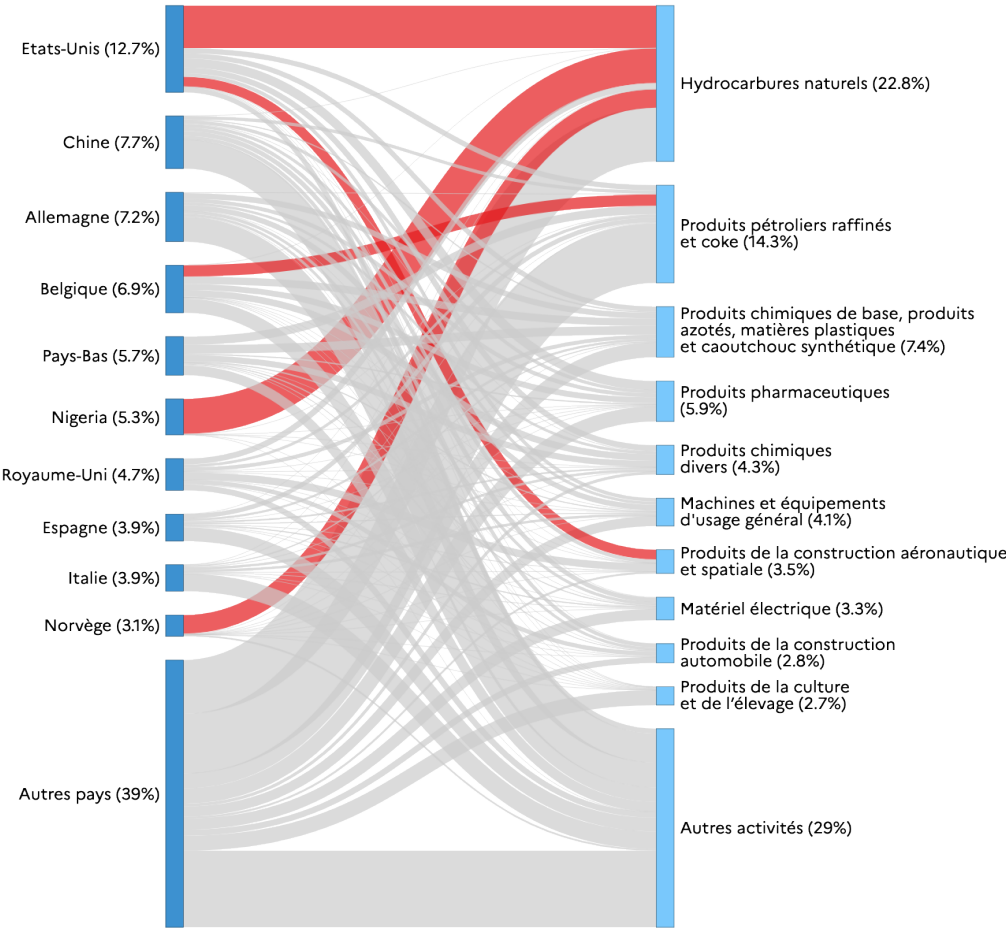 Etats-Unis (12.7%)
Chine (7.7%)
Allemagne (7.2%)
Belgique (6.9%)
Pays-Bas (5.7%)
Nigeria (5.3%)
Royaume-Uni (4.7%)
Espagne (3.9%)
Italie (3.9%)
Norvège (3.1%)
Autres pays (39%)
Hydrocarbures naturels (22.8%)
Produits pétroliers raffinés
et coke (14.3%)
Produits chimiques de base, produits
azotés, matières plastiques
et caoutchouc synthétique (7.4%)
Produits pharmaceutiques
(5.9%)
Produits chimiques
divers (4.3%)
Machines et équipements
d'usage général (4.1%)
Produits de la construction aéronautique
et spatiale (3.5%)
Matériel électrique (3.3%)
Produits de la construction
automobile (2.8%)
Produits de la culture
et de l’élevage (2.7%)
Autres activités (29%)